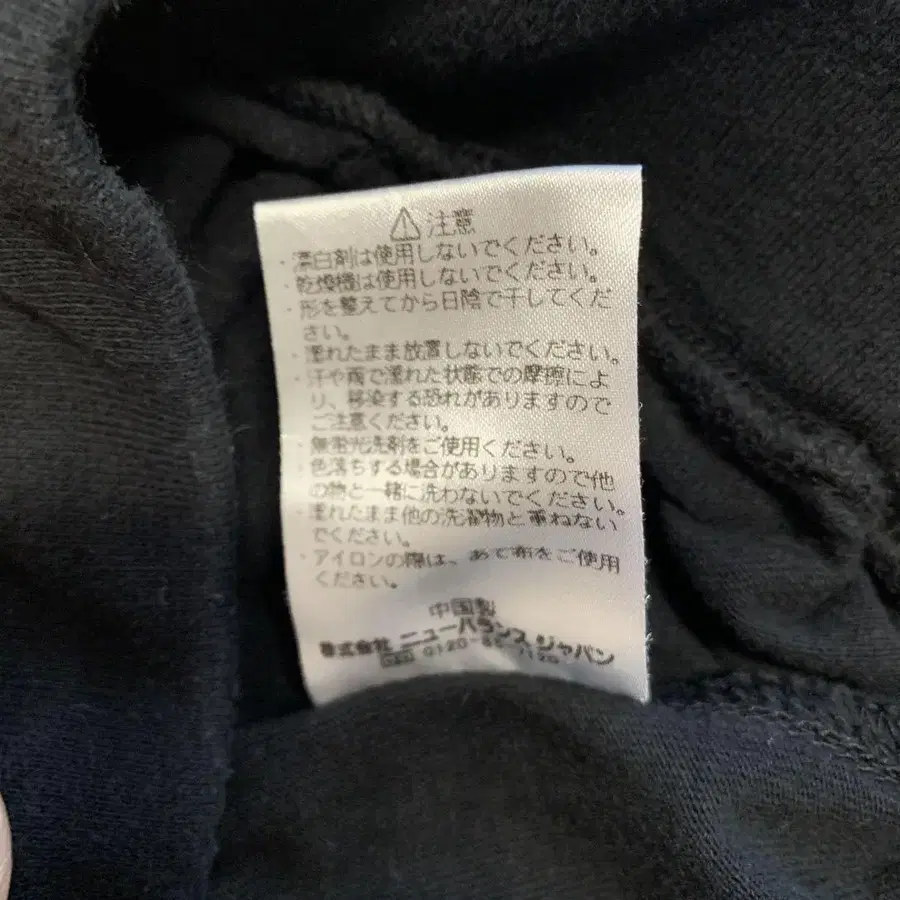 ⚠注意
・漂白剤は使用しないでください。
・乾燥機は使用しないでください。
・形を整えてから日陰で干してくだ
さい。
・濡れたまま放置しないでください。
・汗や雨で濡れた状態での摩擦によ
り、移染する恐れがありますので
ご注意ください。
・無蛍光洗剤をご使用ください。
・色落ちする場合がありますので他
の物と一緒に洗わないでください。
・濡れたまま他の洗濯物と重ねない
でください。
・アイロンの際は、あて布をご使用
ください。
中国製
株式会社 ニューバランス ジャパン
0120-85-